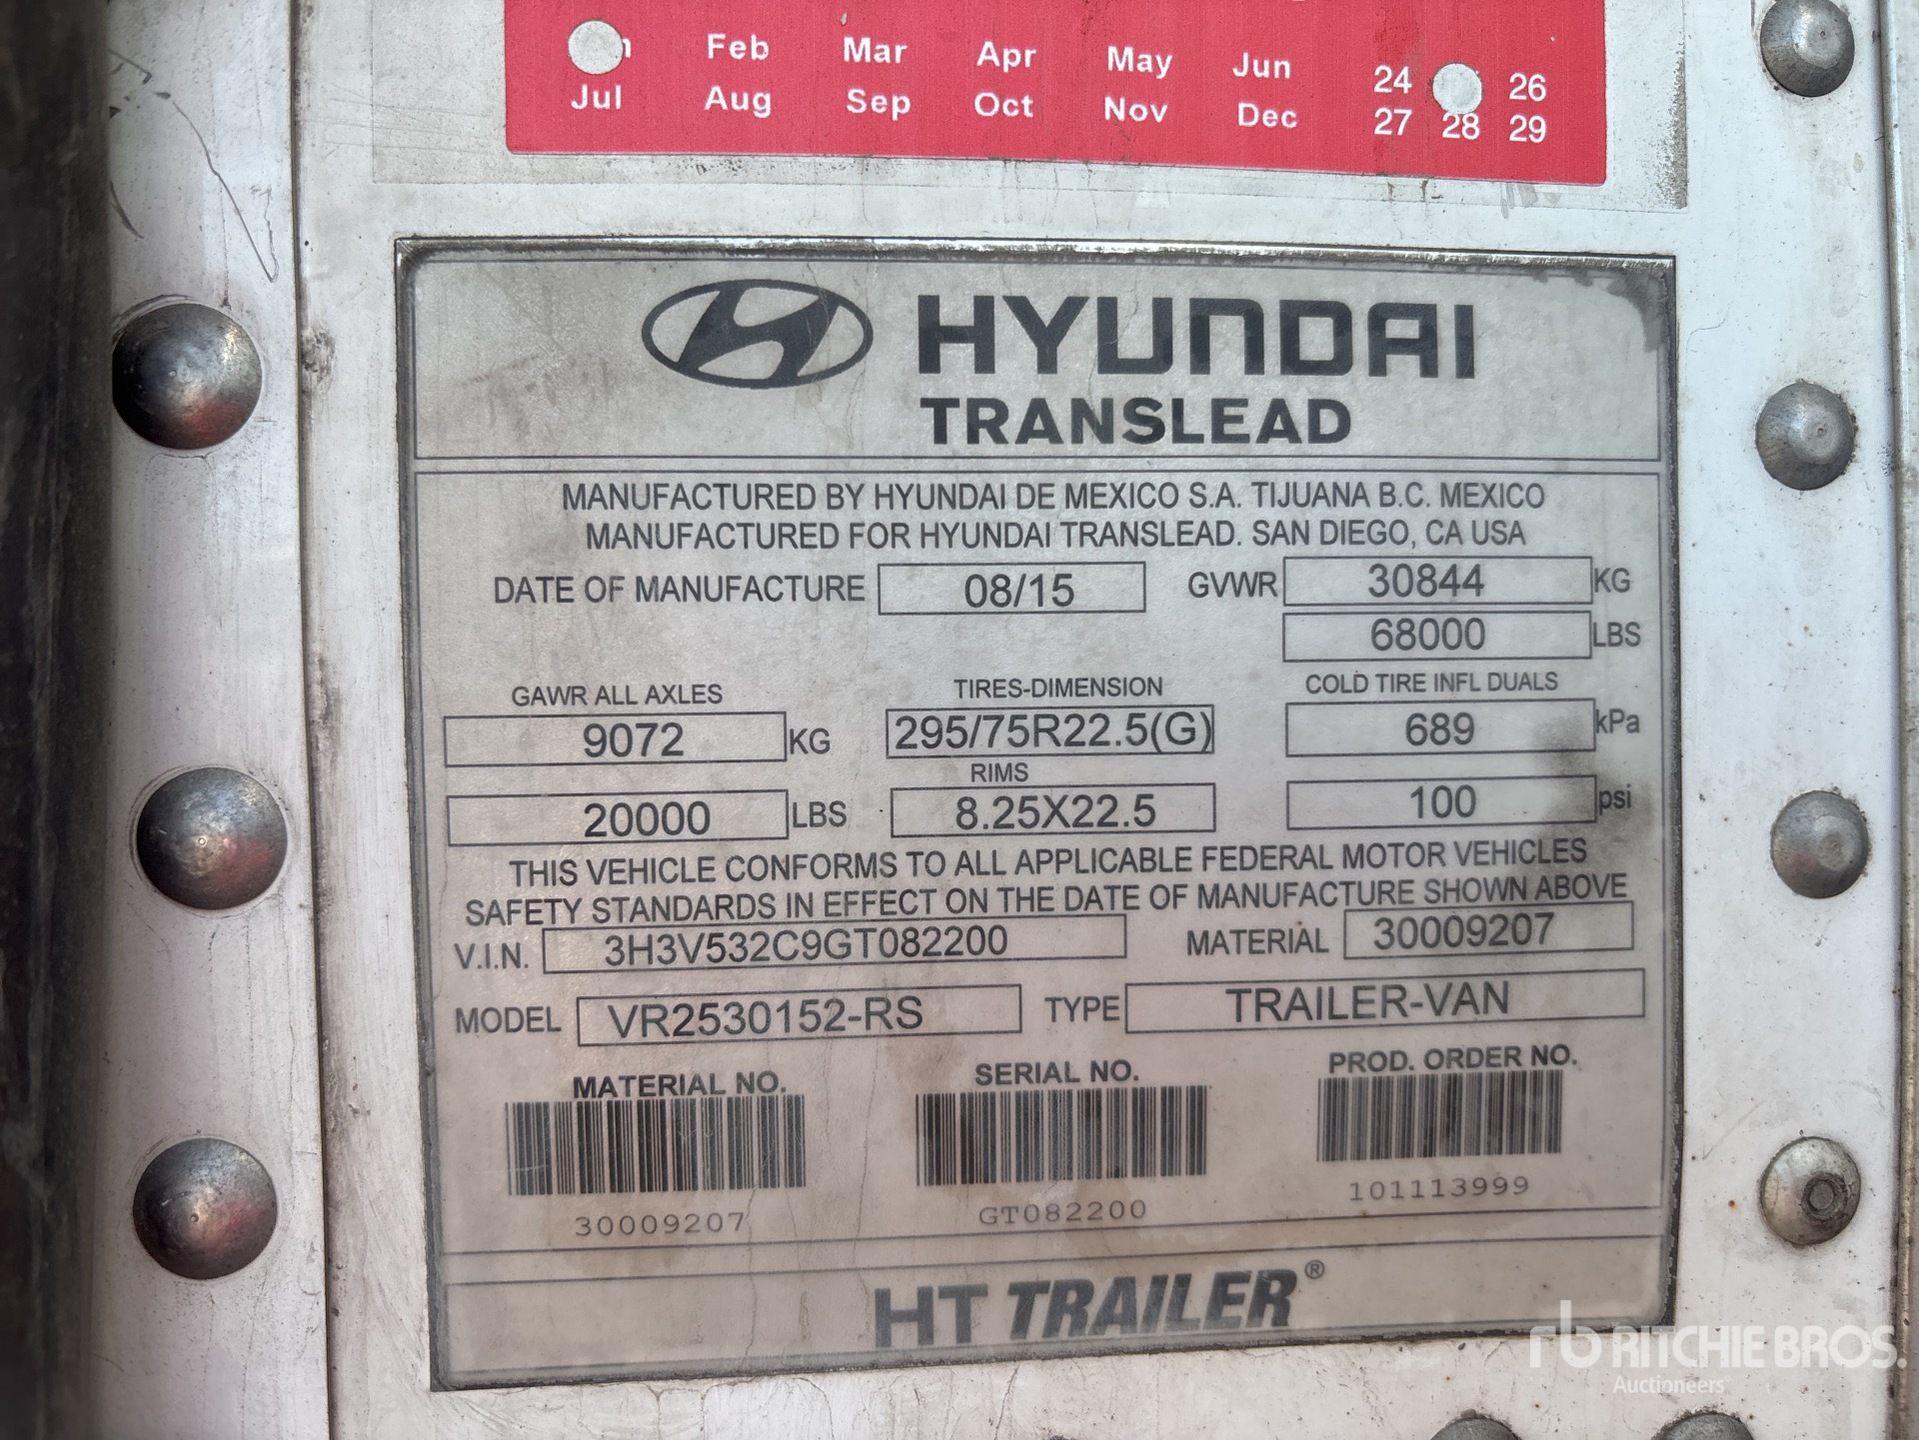 Feb Mar Apr May Jun 24 26
Jul Aug Sep Oct Nov Dec 27 28 29
HYUNDAI
TRANSLEAD
MANUFACTURED BY HYUNDAI DE MEXICO S.A. TIJUANA B.C. MEXICO
MANUFACTURED FOR HYUNDAI TRANSLEAD. SAN DIEGO, CA USA
DATE OF MANUFACTURE 08/15 GVWR 30844 KG
68000 LBS
GAWR ALL AXLES TIRES-DIMENSION COLD TIRE INFL DUALS
9072 KG 295/75R22.5(G) 689 kPa
RIMS
20000 LBS 8.25X22.5 100 psi
THIS VEHICLE CONFORMS TO ALL APPLICABLE FEDERAL MOTOR VEHICLES
SAFETY STANDARDS IN EFFECT ON THE DATE OF MANUFACTURE SHOWN ABOVE
V.I.N. 3H3V532C9GT082200 MATERIAL 30009207
MODEL VR2530152-RS TYPE TRAILER-VAN
MATERIAL NO. SERIAL NO. PROD. ORDER NO.
30009207 GT082200 101113999
HT TRAILER®
rb RITCHIE BROS.
Auctioneers